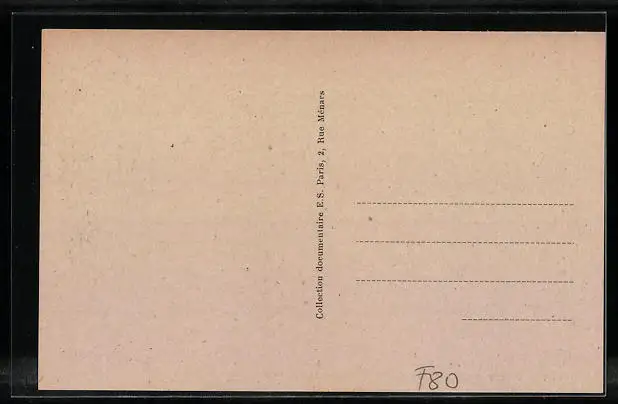 Collection documentaire E.S. Paris, 2, Rue Ménars
F80